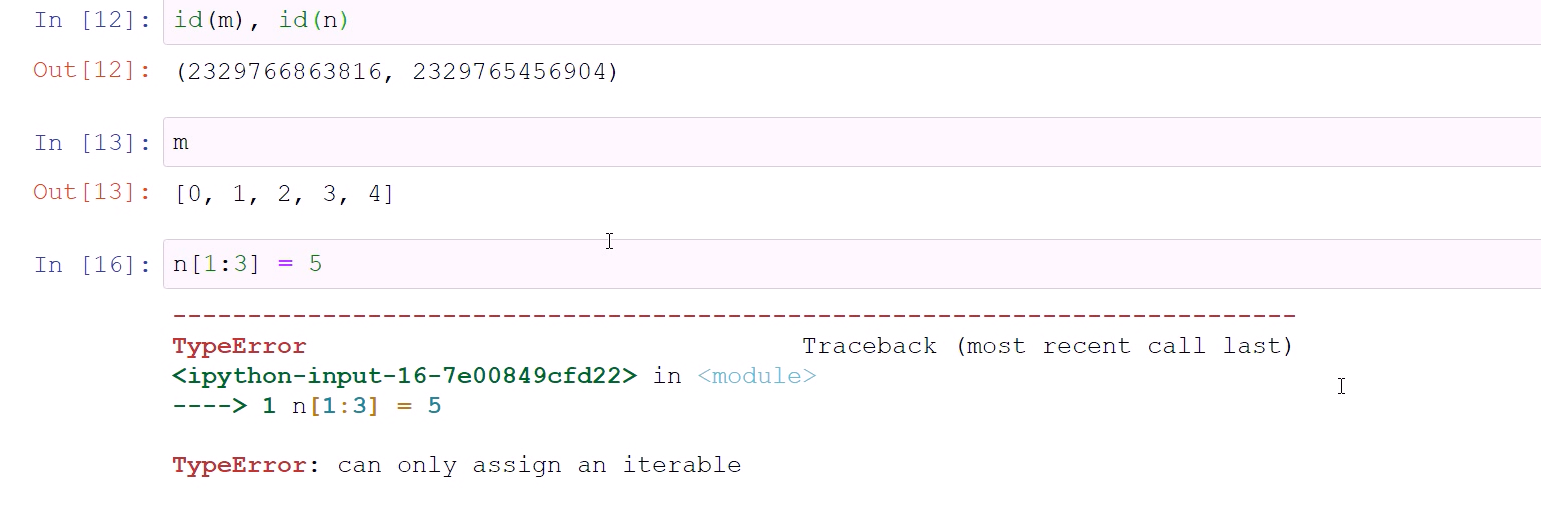 In [12]: id(m), id(n)
Out[12]: (2329766863816, 2329765456904)
In [13]: m
Out[13]: [0, 1, 2, 3, 4]
In [16]: n[1:3] = 5
---------------------------------------------------------------------------
TypeError                                 Traceback (most recent call last)
<ipython-input-16-7e00849cfd22> in <module>
----> 1 n[1:3] = 5
TypeError: can only assign an iterable